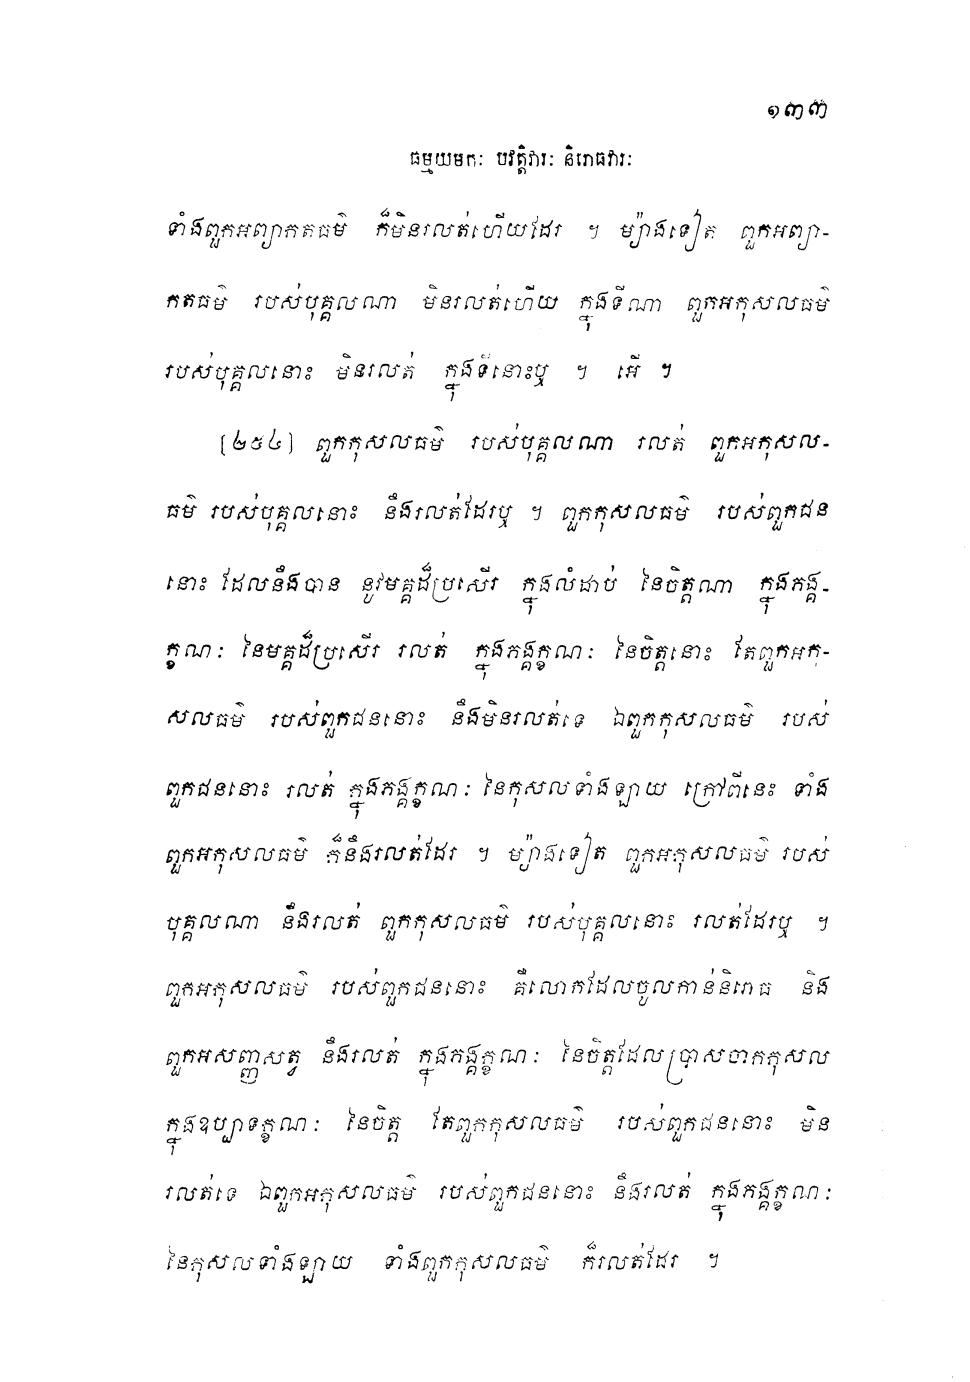 ១៣៣
ធម្មយមកៈ បវត្តិវារៈ និរោធវារៈ
ទាំងពួកអព្យាកតធម៌ ក៏មិនរលត់ហើយដែរ ។ ម្យ៉ាងទៀត ពួកអព្យា-
កតធម៌ របស់បុគ្គលណា មិនរលត់ហើយ ក្នុងទីណា ពួកអកុសលធម៌
របស់បុគ្គលនោះ មិនរលត់ ក្នុងទីនោះឬ ។ អើ ។
[២៥៤] ពួកកុសលធម៌ របស់បុគ្គលណា រលត់ ពួកអកុសល-
ធម៌ របស់បុគ្គលនោះ នឹងរលត់ដែរឬ ។ ពួកកុសលធម៌ របស់ពួកជន
នោះ ដែលនឹងបាន នូវមគ្គដ៏ប្រសើរ ក្នុងលំដាប់ នៃចិត្តណា ក្នុងភង្គ-
ក្ខណៈ នៃមគ្គដ៏ប្រសើរ រលត់ ក្នុងភង្គក្ខណៈ នៃចិត្តនោះ តែពួកអកុ-
សលធម៌ របស់ពួកជននោះ នឹងមិនរលត់ទេ ឯពួកកុសលធម៌ របស់
ពួកជននោះ រលត់ ក្នុងភង្គក្ខណៈ នៃកុសលទាំងឡាយ ក្រៅពីនេះ ទាំង
ពួកអកុសលធម៌ ក៏នឹងរលត់ដែរ ។ ម្យ៉ាងទៀត ពួកអកុសលធម៌ របស់
បុគ្គលណា នឹងរលត់ ពួកកុសលធម៌ របស់បុគ្គលនោះ រលត់ដែរឬ ។
ពួកអកុសលធម៌ របស់ពួកជននោះ គឺលោកដែលចូលកាន់និរោធ និង
ពួកអសញ្ញសត្វ នឹងរលត់ ក្នុងភង្គក្ខណៈ នៃចិត្តដែលប្រាសចាកកុសល
ក្នុងឧប្បាទក្ខណៈ នៃចិត្ត តែពួកកុសលធម៌ របស់ពួកជននោះ មិន
រលត់ទេ ឯពួកអកុសលធម៌ របស់ពួកជននោះ នឹងរលត់ ក្នុងភង្គក្ខណៈ
នៃកុសលទាំងឡាយ ទាំងពួកកុសលធម៌ ក៏រលត់ដែរ ។